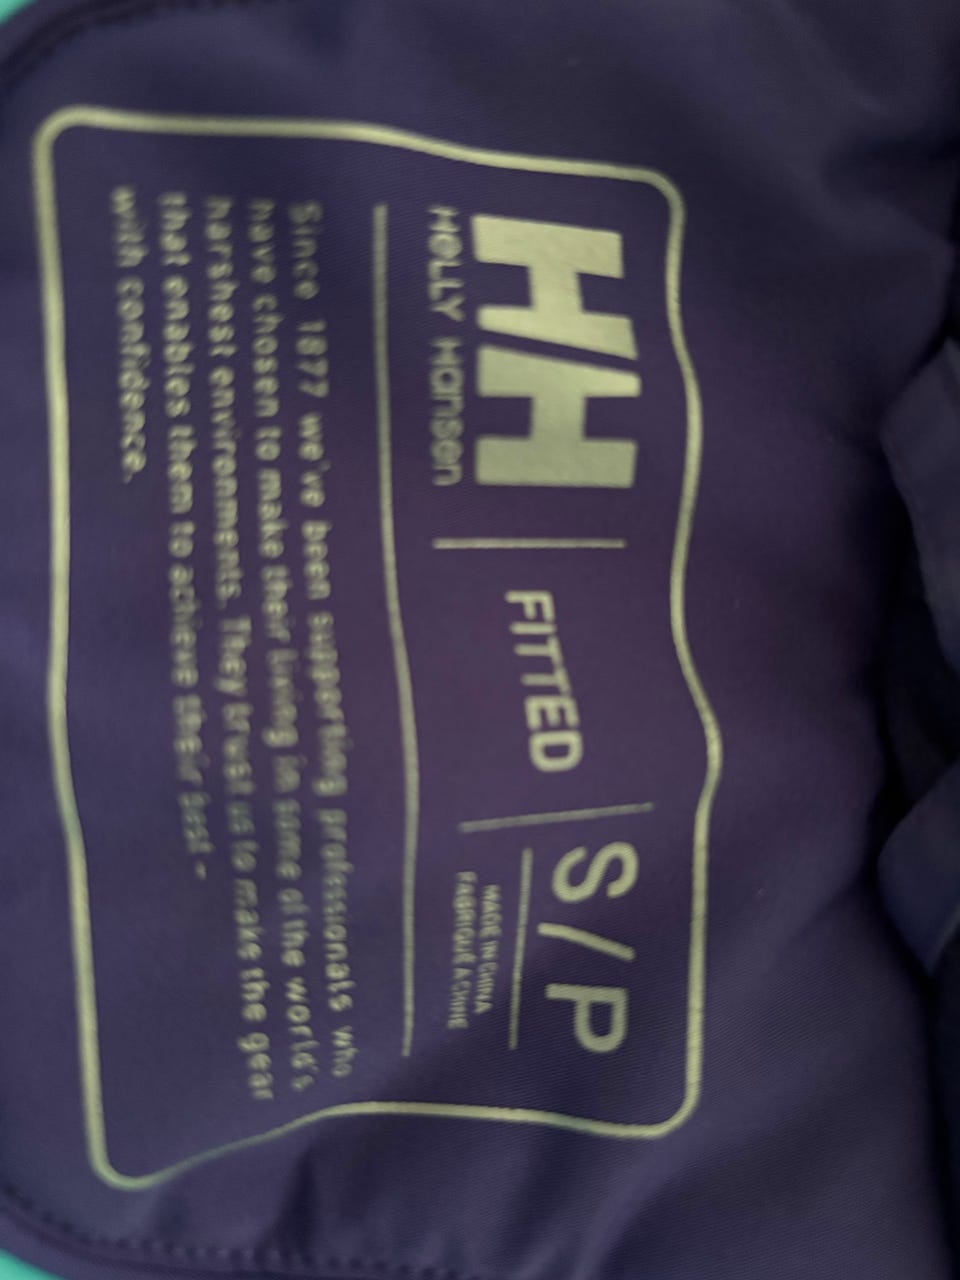 HH
HELLY HANSEN
FITTED
S/P
MADE IN CHINA
FABRIQUÉ A CHINE
Since 1877 we've been supporting professionals who
have chosen to make their living in some of the world's
harshest environments. They trust us to make the gear
that enables them to achieve their best -
with confidence.